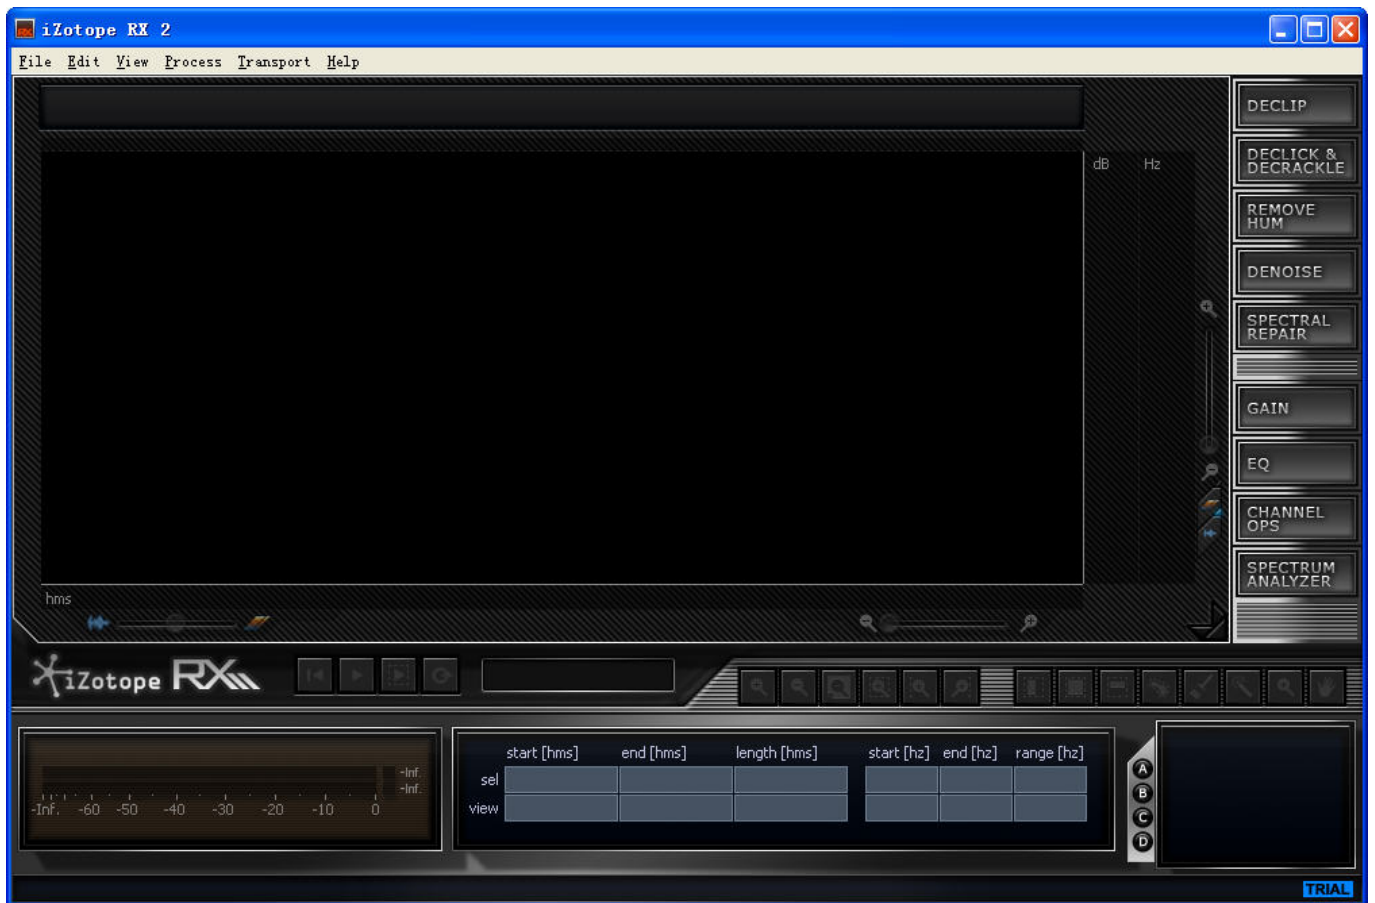 iZotope RX 2
File Edit View Process Transport Help
DECLIP
dB Hz
DECLICK &
DECRACKLE
REMOVE
HUM
DENOISE
SPECTRAL
REPAIR
GAIN
EQ
CHANNEL
OPS
SPECTRUM
ANALYZER
hms
iZotope RX
start [hms] end [hms] length [hms] start [hz] end [hz] range [hz]
sel
view
-Inf.
-Inf.
-Inf. -60 -50 -40 -30 -20 -10 0
A
B
C
D
TRIAL